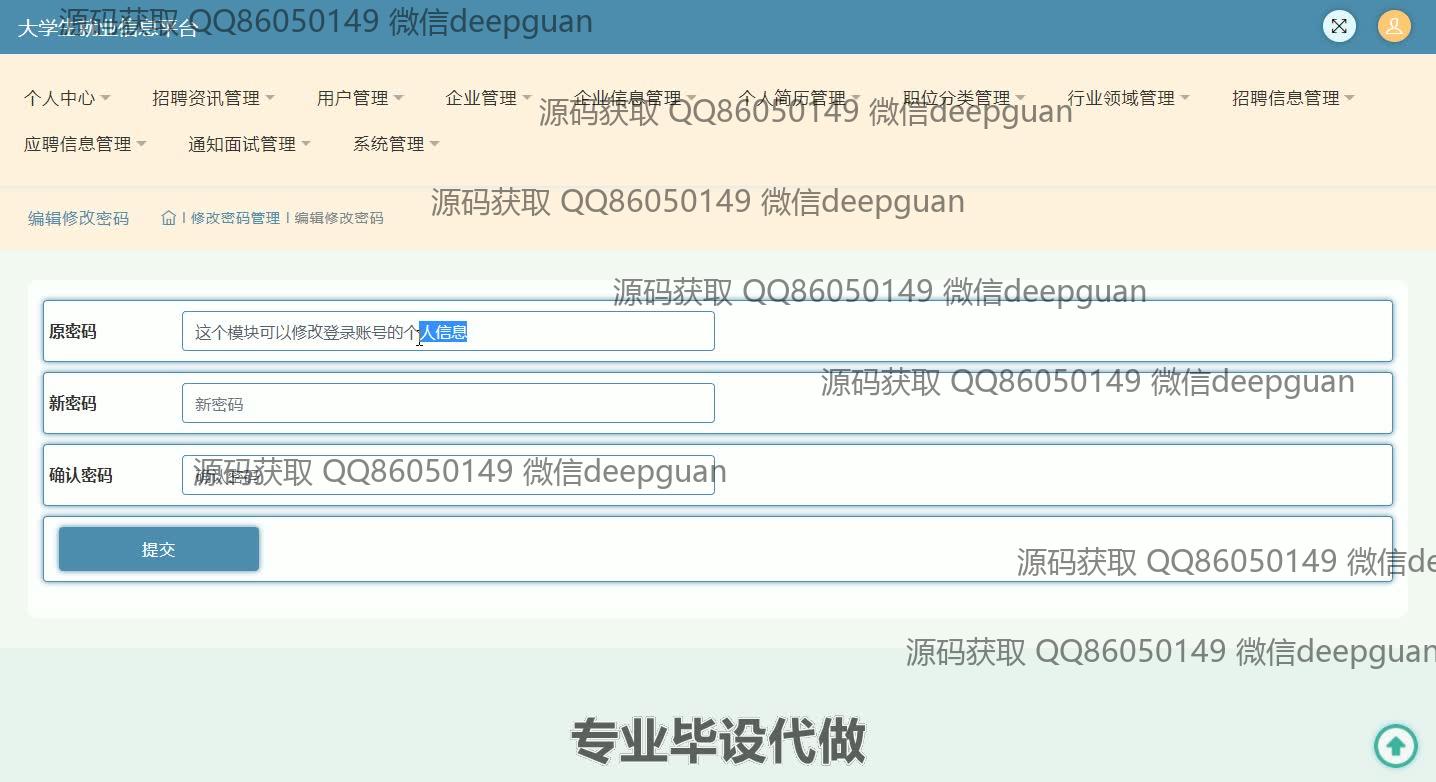 大学生就业信息平台
源码获取 QQ86050149 微信deepguan
个人中心 招聘资讯管理 用户管理 企业管理 企业信息管理 个人简历管理 职位分类管理 行业领域管理 招聘信息管理
源码获取 QQ86050149 微信deepguan
应聘信息管理 通知面试管理 系统管理
源码获取 QQ86050149 微信deepguan
编辑修改密码 | 修改密码管理 | 编辑修改密码
源码获取 QQ86050149 微信deepguan
原密码 这个模块可以修改登录账号的个人信息
源码获取 QQ86050149 微信deepguan
新密码 新密码
源码获取 QQ86050149 微信deepguan
确认密码 确认密码
提交
源码获取 QQ86050149 微信de
源码获取 QQ86050149 微信deepguan
专业毕设代做